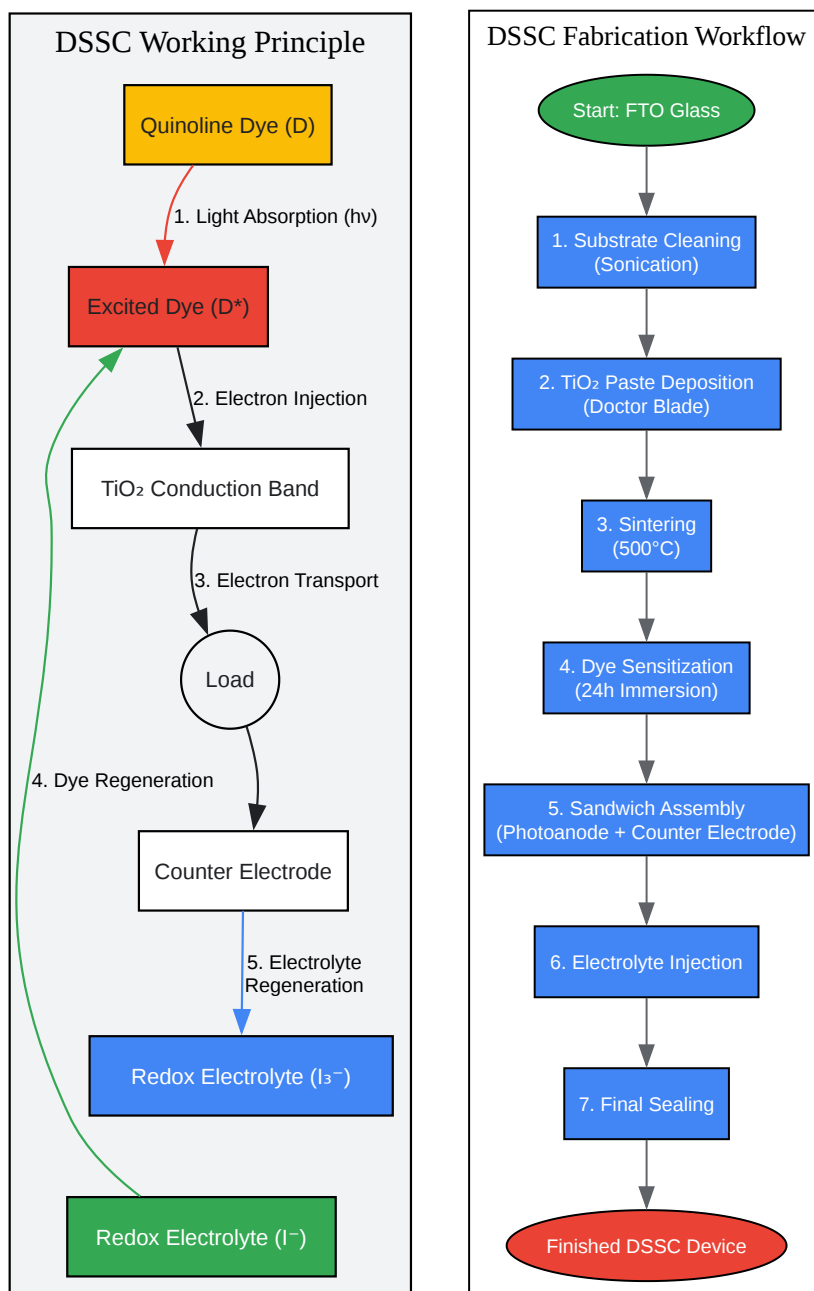 DSSC Working Principle
Quinoline Dye (D)
1. Light Absorption (hν)
Excited Dye (D*)
2. Electron Injection
TiO₂ Conduction Band
3. Electron Transport
Load
4. Dye Regeneration
Counter Electrode
5. Electrolyte
Regeneration
Redox Electrolyte (I₃⁻)
Redox Electrolyte (I⁻)
DSSC Fabrication Workflow
Start: FTO Glass
1. Substrate Cleaning
(Sonication)
2. TiO₂ Paste Deposition
(Doctor Blade)
3. Sintering
(500°C)
4. Dye Sensitization
(24h Immersion)
5. Sandwich Assembly
(Photoanode + Counter Electrode)
6. Electrolyte Injection
7. Final Sealing
Finished DSSC Device